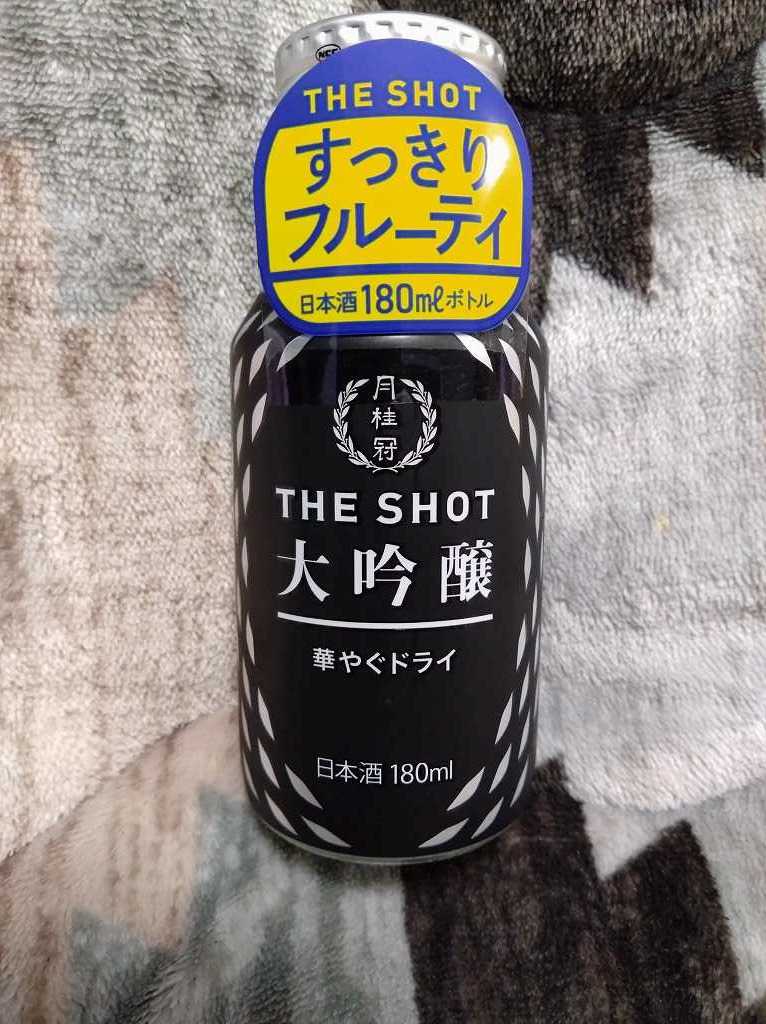 NCC
THE SHOT
すっきり
フルーティ
日本酒180mlボトル
月
桂
冠
THE SHOT
大吟醸
華やぐドライ
日本酒 180ml